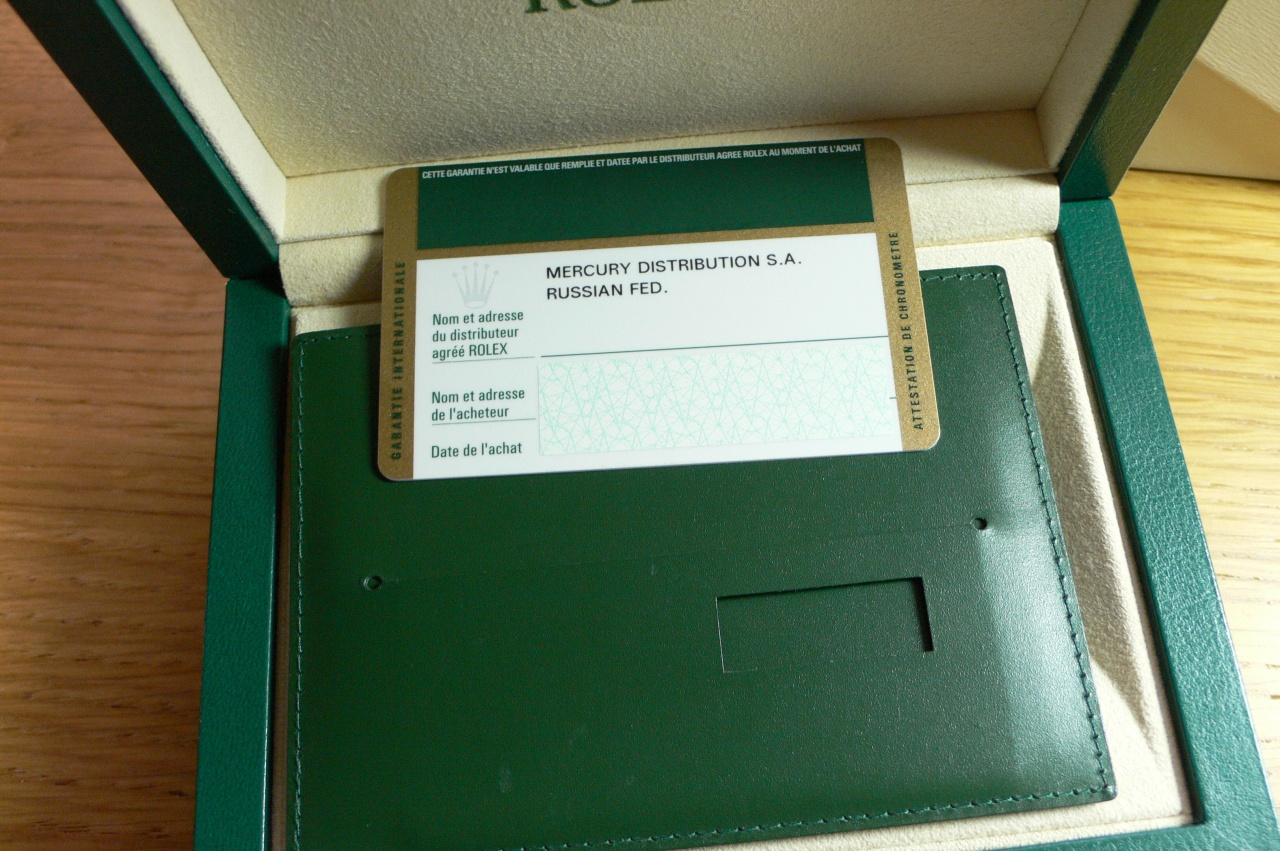 CETTE GARANTIE N'EST VALABLE QUE REMPLIE ET DATEE PAR LE DISTRIBUTEUR AGREE ROLEX AU MOMENT DE L'ACHAT
MERCURY DISTRIBUTION S.A.
RUSSIAN FED.
Nom et adresse
du distributeur
agréé ROLEX
Nom et adresse
de l'acheteur
Date de l'achat
GARANTIE INTERNATIONALE
ATTESTATION DE CHRONOMETRE